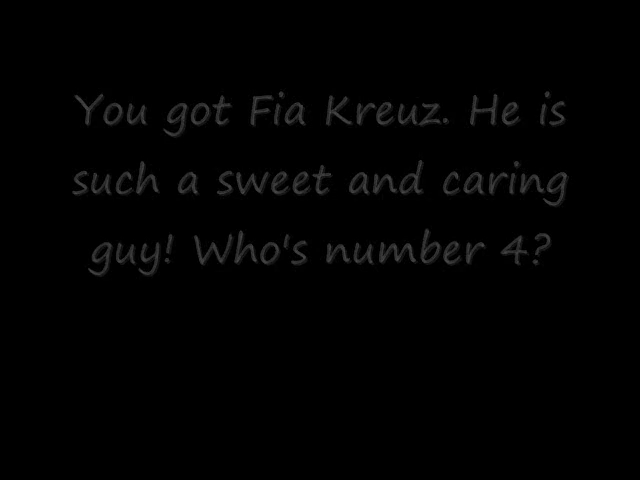 You got Fia Kreuz. He is
such a sweet and caring
guy! Who's number 4?